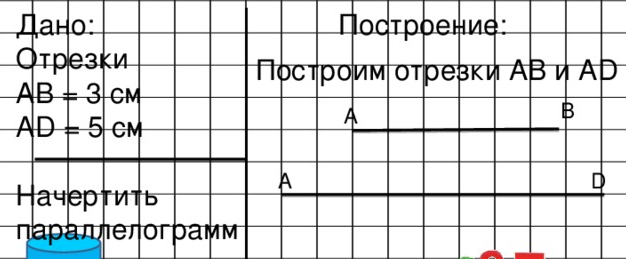 Дано:
Отрезки
AB = 3 см
AD = 5 см
Начертить
параллелограмм
Построение:
Построим отрезки AB и AD
A B
A D